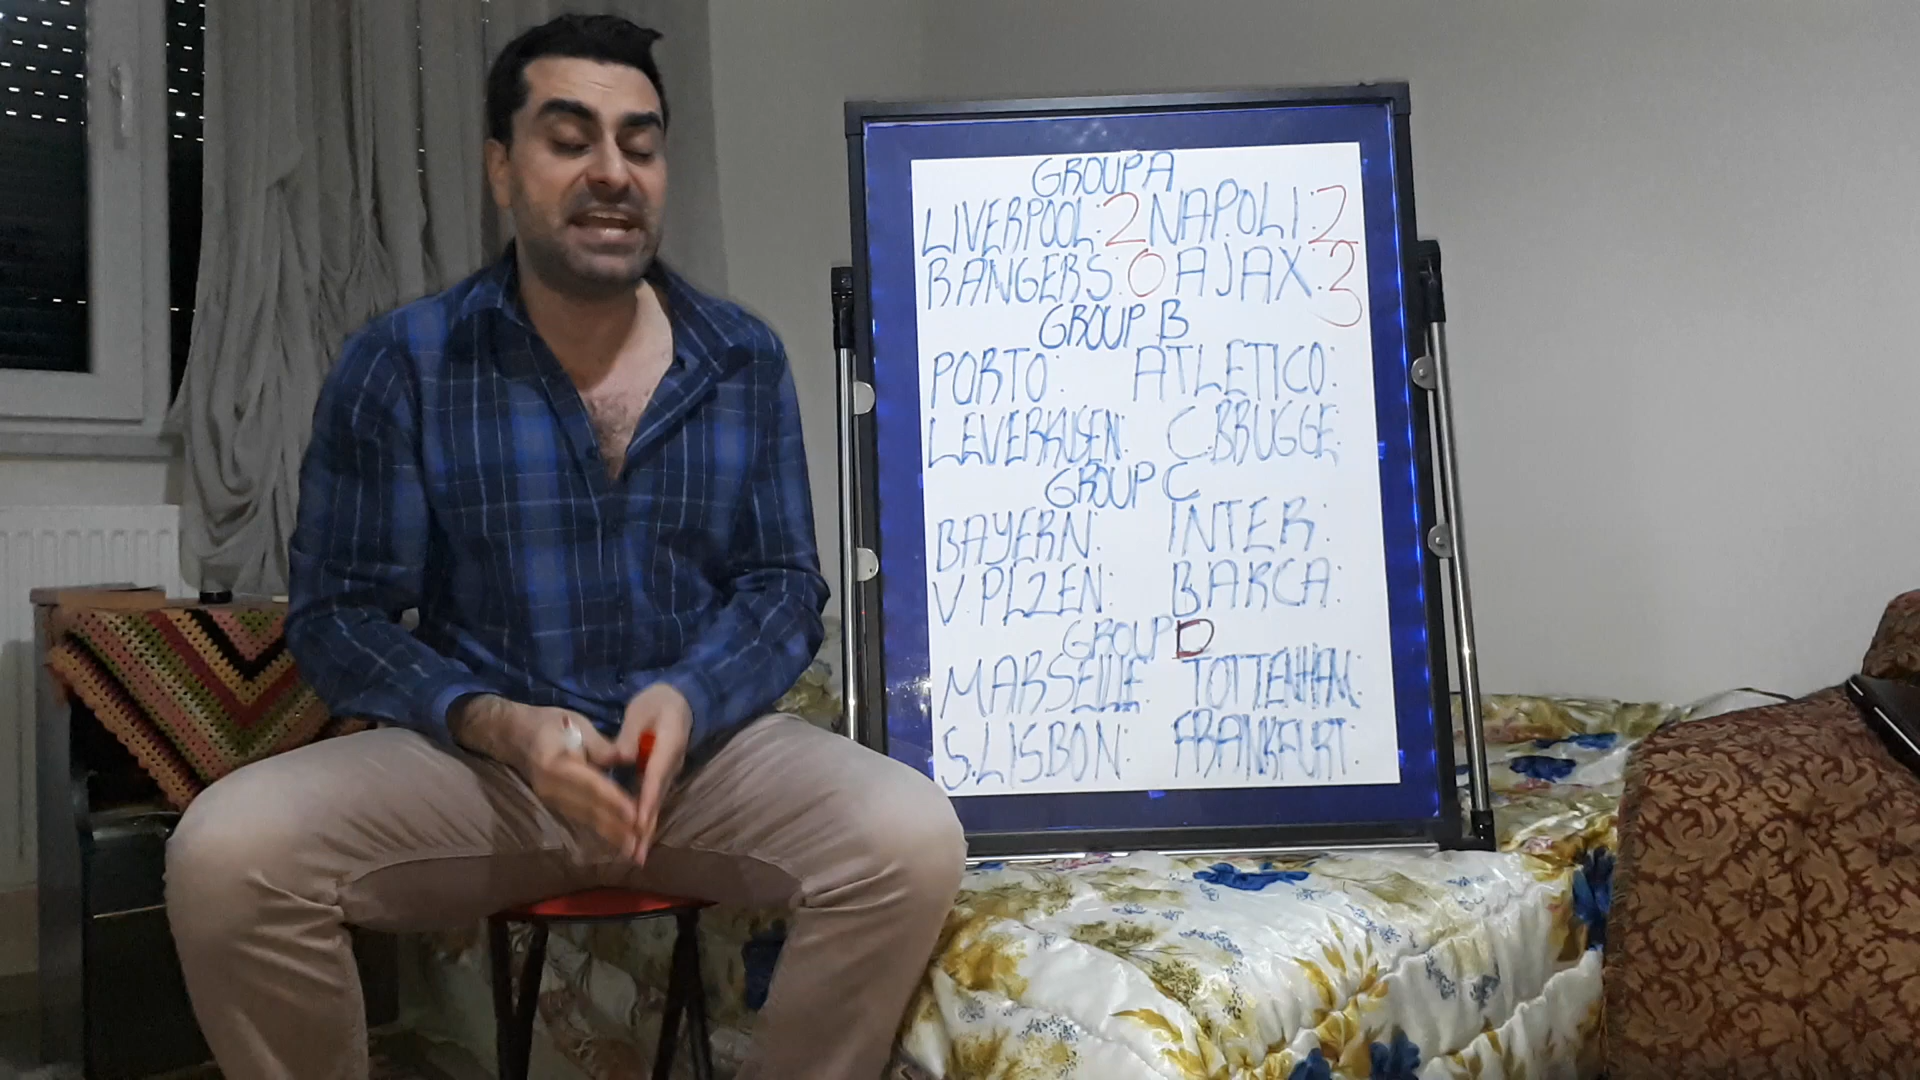 GROUP A
LIVERPOOL: 2 NAPOLI: 2
RANGERS: 0 AJAX: 3
GROUP B
PORTO: ATLETICO:
LEVERKUSEN: C.BRUGGE:
GROUP C
BAYERN: INTER:
V.PLZEN: BARCA:
GROUP D
MARSEILLE: TOTTENHAM:
S.LISBON: FRANKFURT: